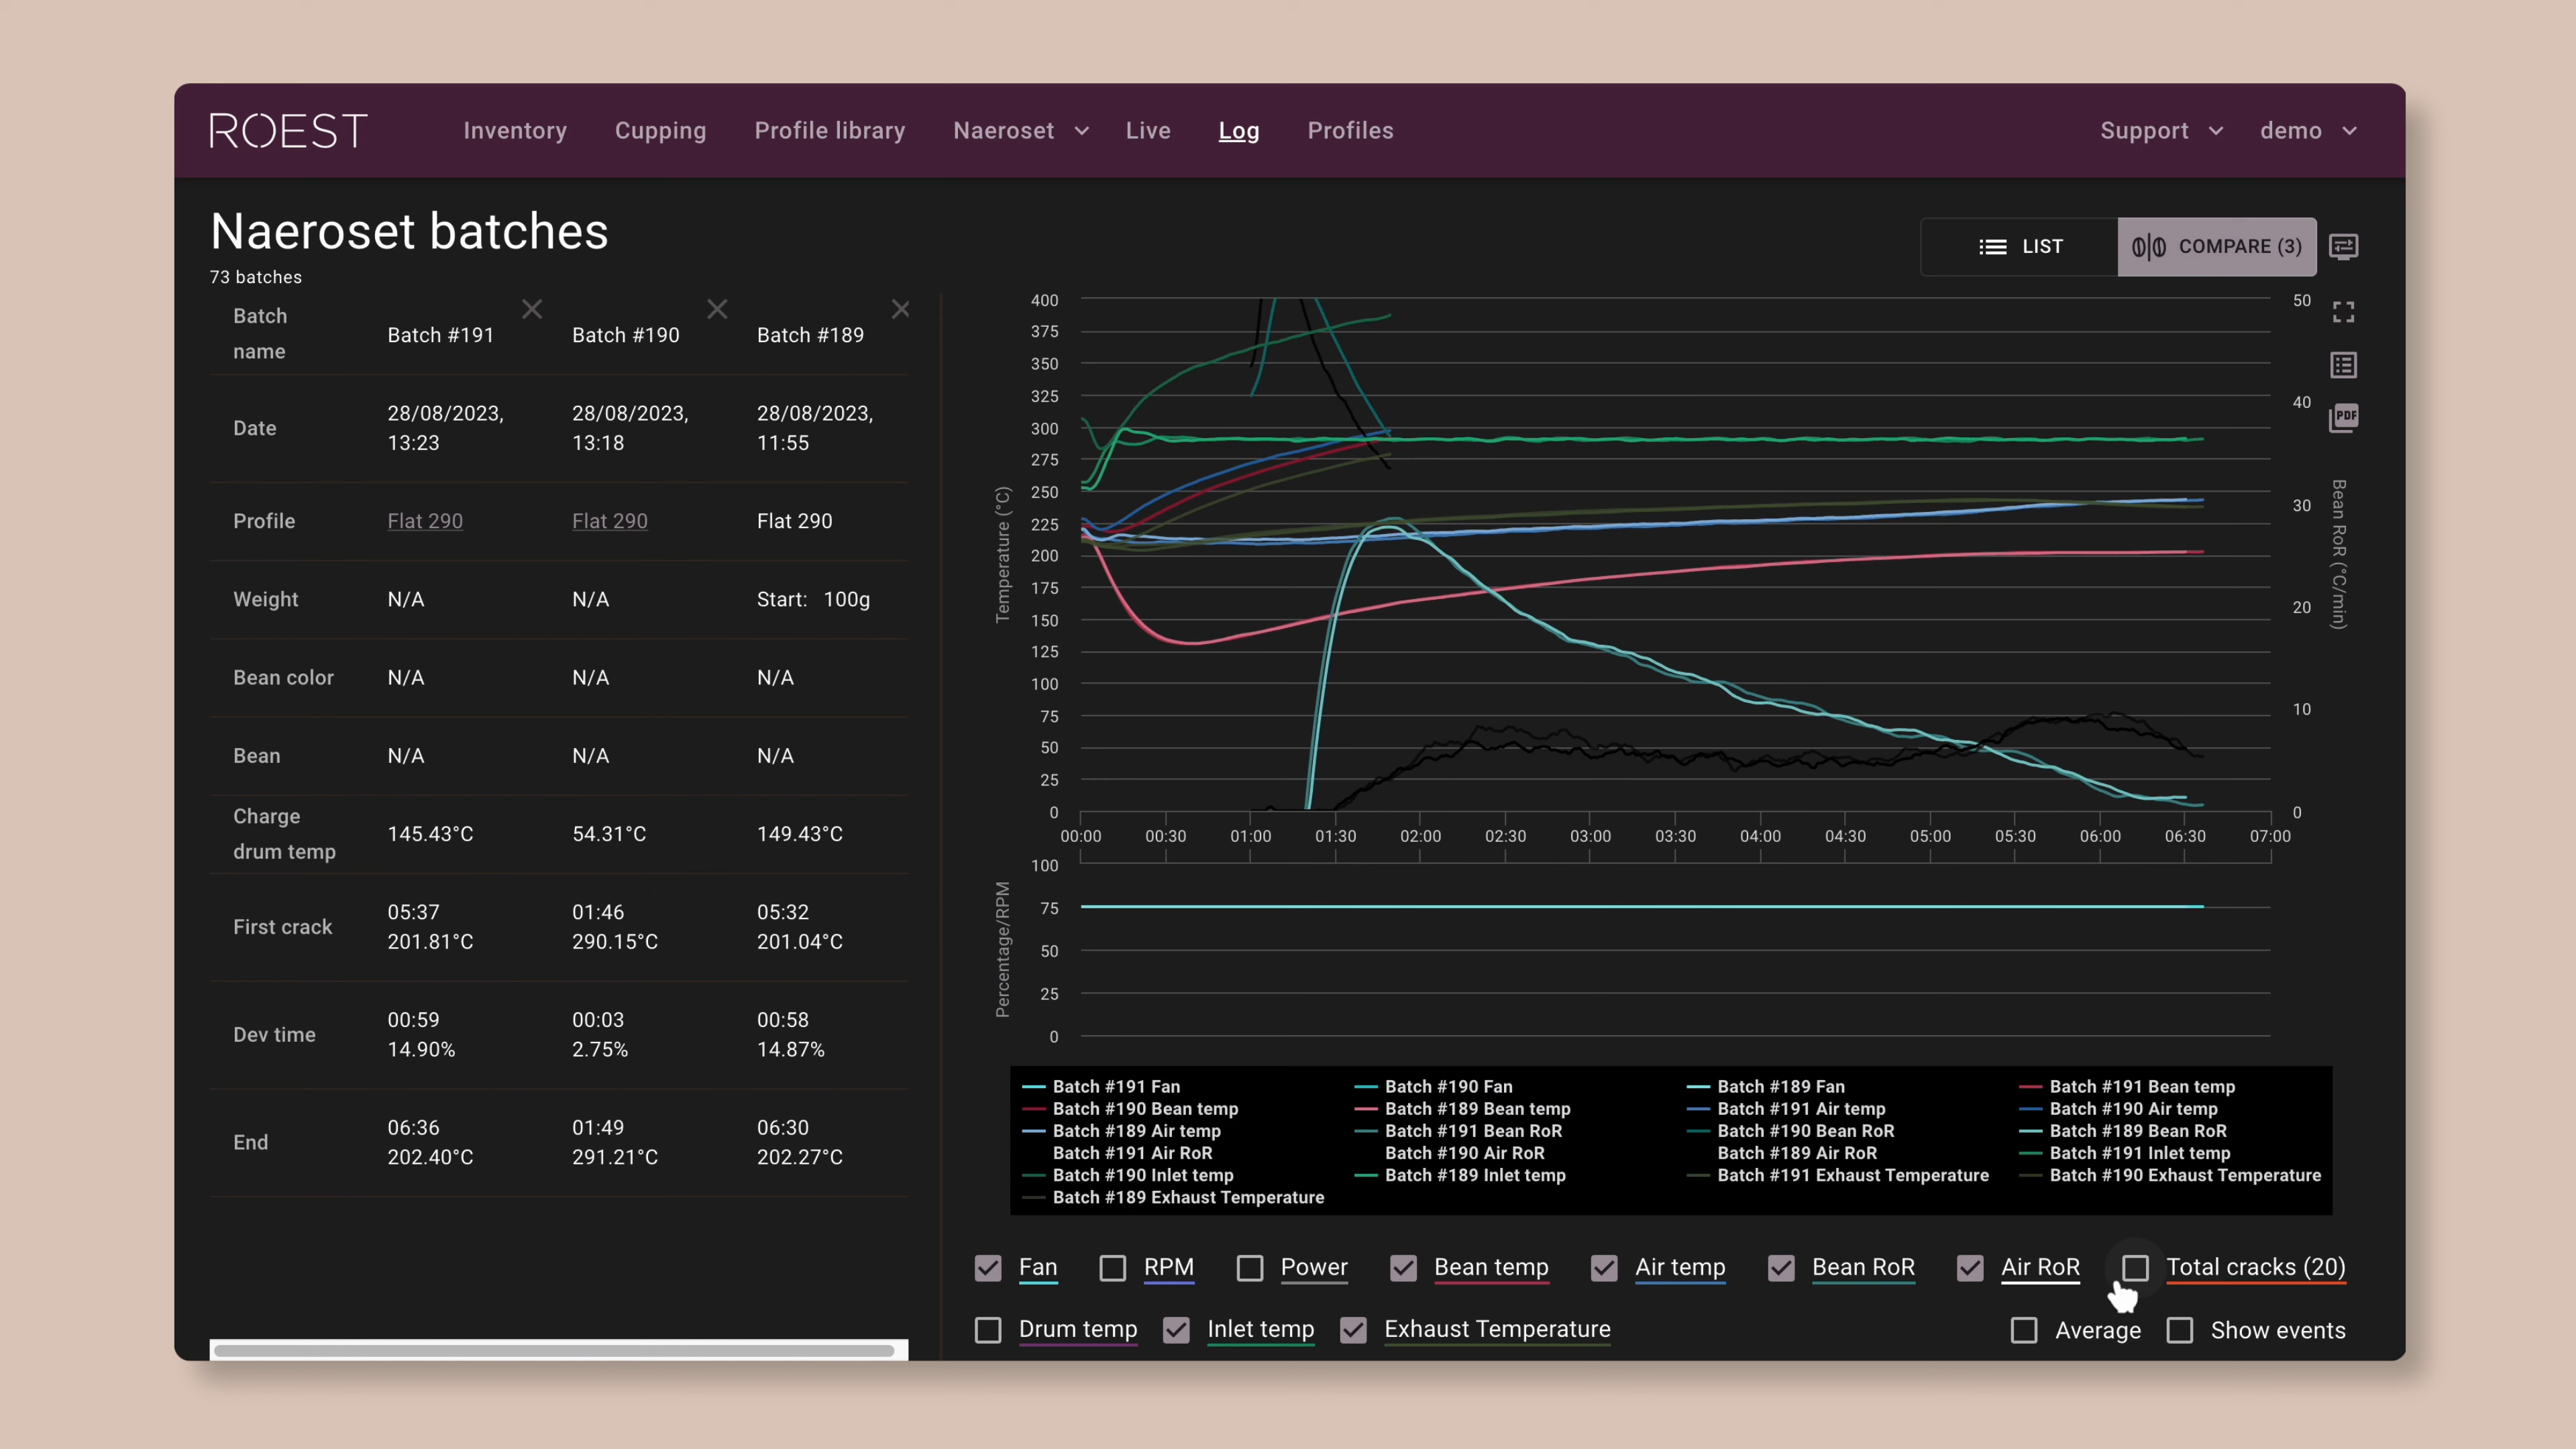 ROEST
Inventory
Cupping
Profile library
Naeroset
Live
Log
Profiles
Support
demo
Naeroset batches
73 batches
LIST
COMPARE (3)
Batch name
Batch #191
Batch #190
Batch #189
Date
28/08/2023, 13:23
28/08/2023, 13:18
28/08/2023, 11:55
Profile
Flat 290
Flat 290
Flat 290
Weight
N/A
N/A
Start: 100g
Bean color
N/A
N/A
N/A
Bean
N/A
N/A
N/A
Charge drum temp
145.43°C
54.31°C
149.43°C
First crack
05:37 201.81°C
01:46 290.15°C
05:32 201.04°C
Dev time
00:59 14.90%
00:03 2.75%
00:58 14.87%
End
06:36 202.40°C
01:49 291.21°C
06:30 202.27°C
Temperature (°C)
400
375
350
325
300
275
250
225
200
175
150
125
100
75
50
25
0
50
40
30
20
10
0
Bean RoR (°C/min)
PDF
00:00 00:30 01:00 01:30 02:00 02:30 03:00 03:30 04:00 04:30 05:00 05:30 06:00 06:30 07:00
Percentage/RPM
100
75
50
25
0
Batch #191 Fan
Batch #190 Fan
Batch #189 Fan
Batch #191 Bean temp
Batch #190 Bean temp
Batch #189 Bean temp
Batch #191 Air temp
Batch #190 Air temp
Batch #189 Air temp
Batch #191 Bean RoR
Batch #190 Bean RoR
Batch #189 Bean RoR
Batch #191 Air RoR
Batch #190 Air RoR
Batch #189 Air RoR
Batch #191 Inlet temp
Batch #190 Inlet temp
Batch #189 Inlet temp
Batch #191 Exhaust Temperature
Batch #190 Exhaust Temperature
Batch #189 Exhaust Temperature
Fan
RPM
Power
Bean temp
Air temp
Bean RoR
Air RoR
Total cracks (20)
Drum temp
Inlet temp
Exhaust Temperature
Average
Show events